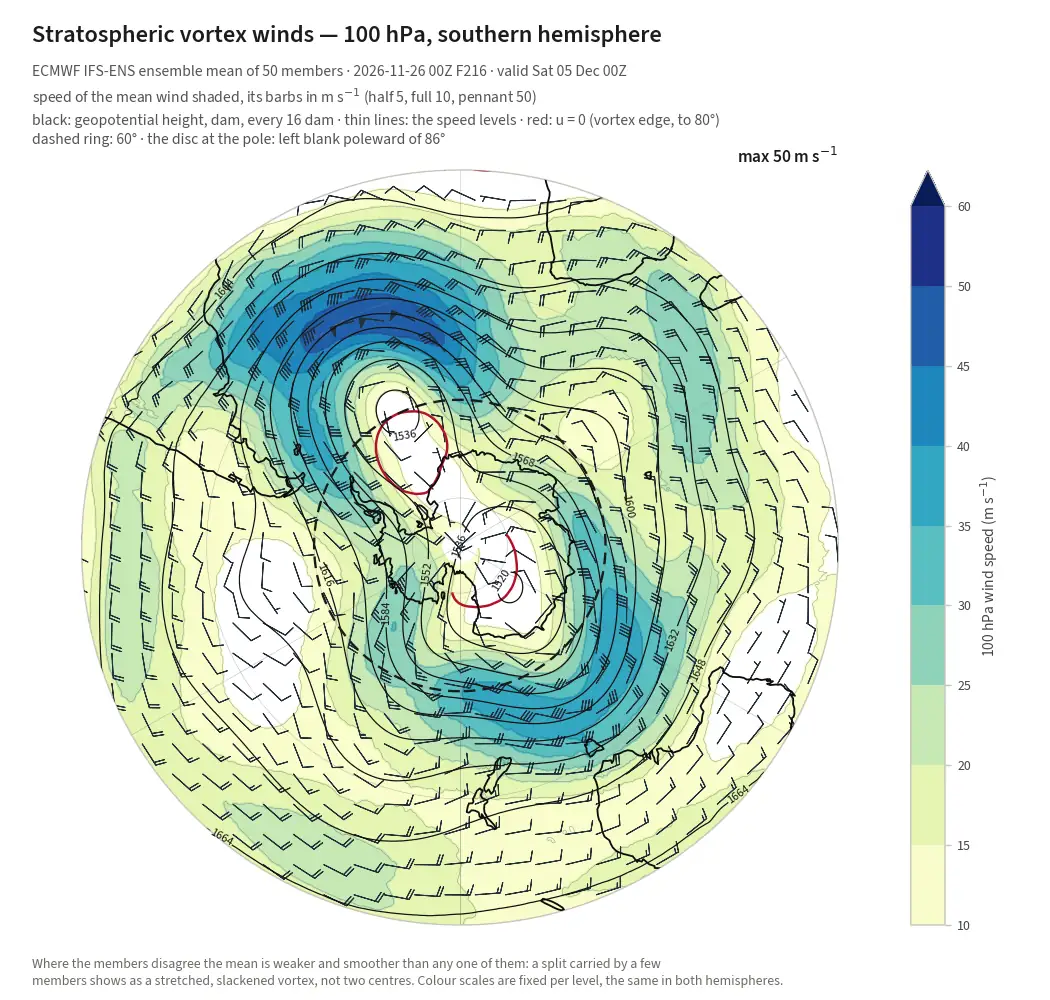 Stratospheric vortex winds — 100 hPa, southern hemisphere
ECMWF IFS-ENS ensemble mean of 50 members · 2026-11-26 00Z F216 · valid Sat 05 Dec 00Z
speed of the mean wind shaded, its barbs in m s⁻¹ (half 5, full 10, pennant 50)
black: geopotential height, dam, every 16 dam · thin lines: the speed levels · red: u = 0 (vortex edge, to 80°)
dashed ring: 60° · the disc at the pole: left blank poleward of 86°
max 50 m s⁻¹
60
50
45
40
35
30
25
20
15
10
100 hPa wind speed (m s⁻¹)
1536
1568
1600
1536
1552
1520
1616
1584
1632
1648
1664
1664
Where the members disagree the mean is weaker and smoother than any one of them: a split carried by a few
members shows as a stretched, slackened vortex, not two centres. Colour scales are fixed per level, the same in both hemispheres.